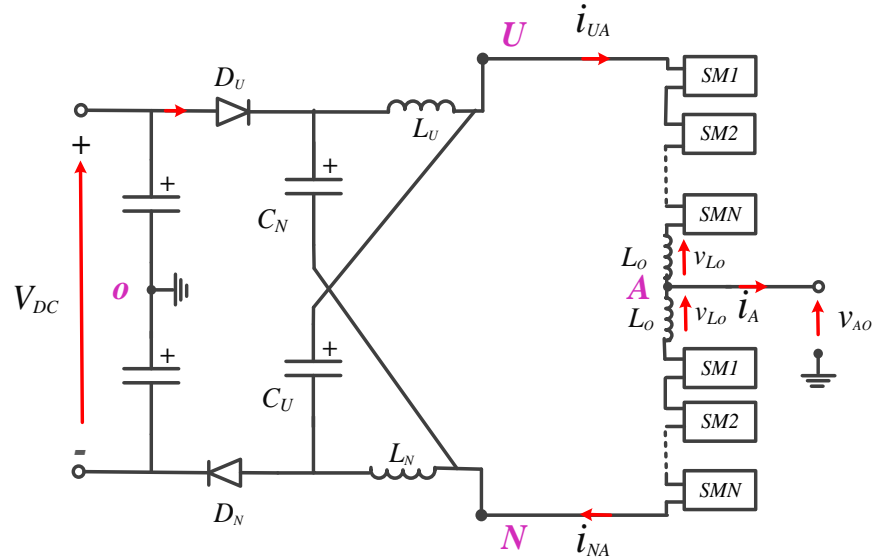 U
i_UA
SM1
D_U
+
L_U
SM2
+
+
C_N
SMN
L_O
v_Lo
V_DC
o
A
L_O
v_Lo
i_A
v_AO
+
+
C_U
SM1
SM2
-
L_N
D_N
SMN
N
i_NA